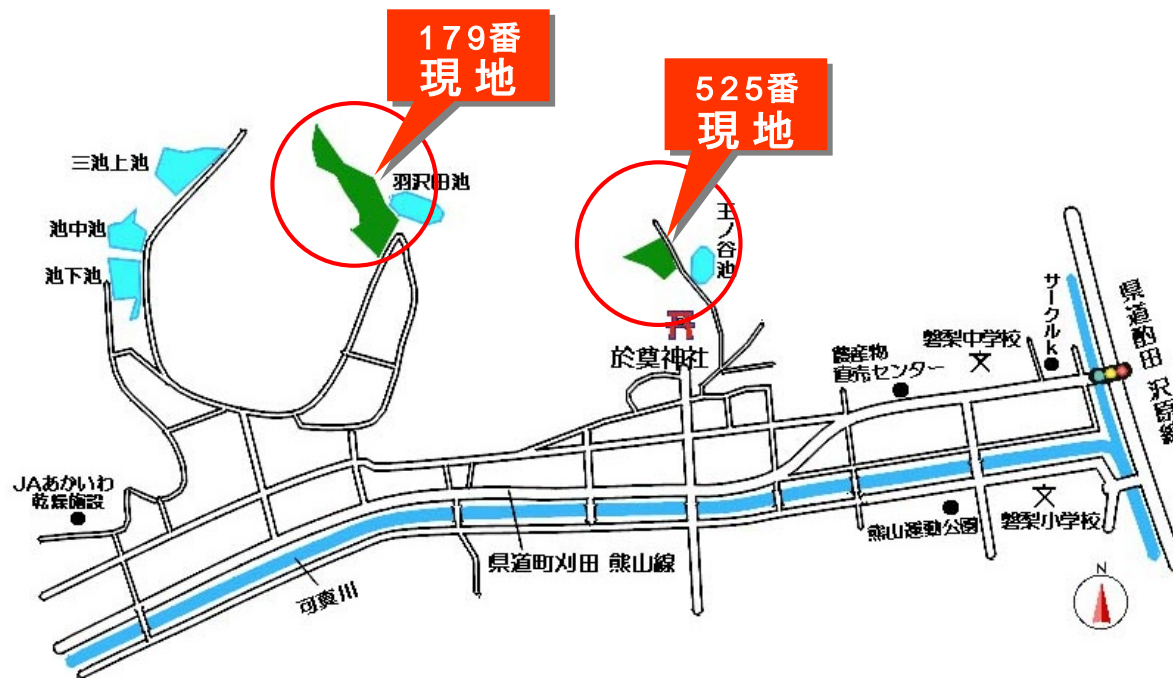 179番
現地
525番
現地
三池上池
羽沢田池
池中池
王ノ谷池
池下池
於奠神社
農産物
直売センター
磐梨中学校
サークルk
県道酌田 沢原線
JAあかいわ
乾燥施設
熊山運動公園
磐梨小学校
県道町刈田 熊山線
可真川
N